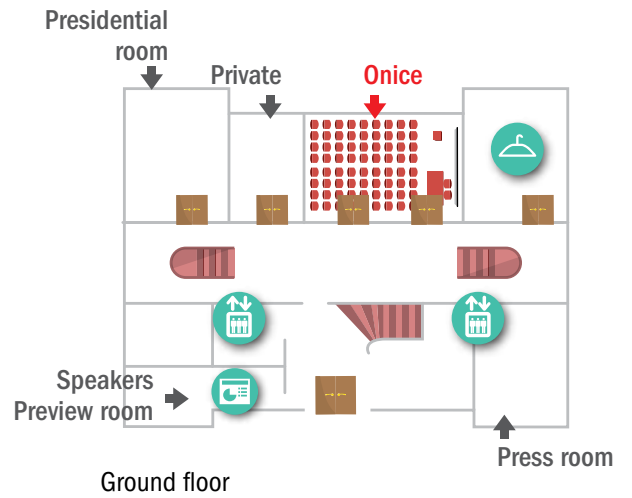 Presidential
room
Private
Onice
Speakers
Preview room
Press room
Ground floor